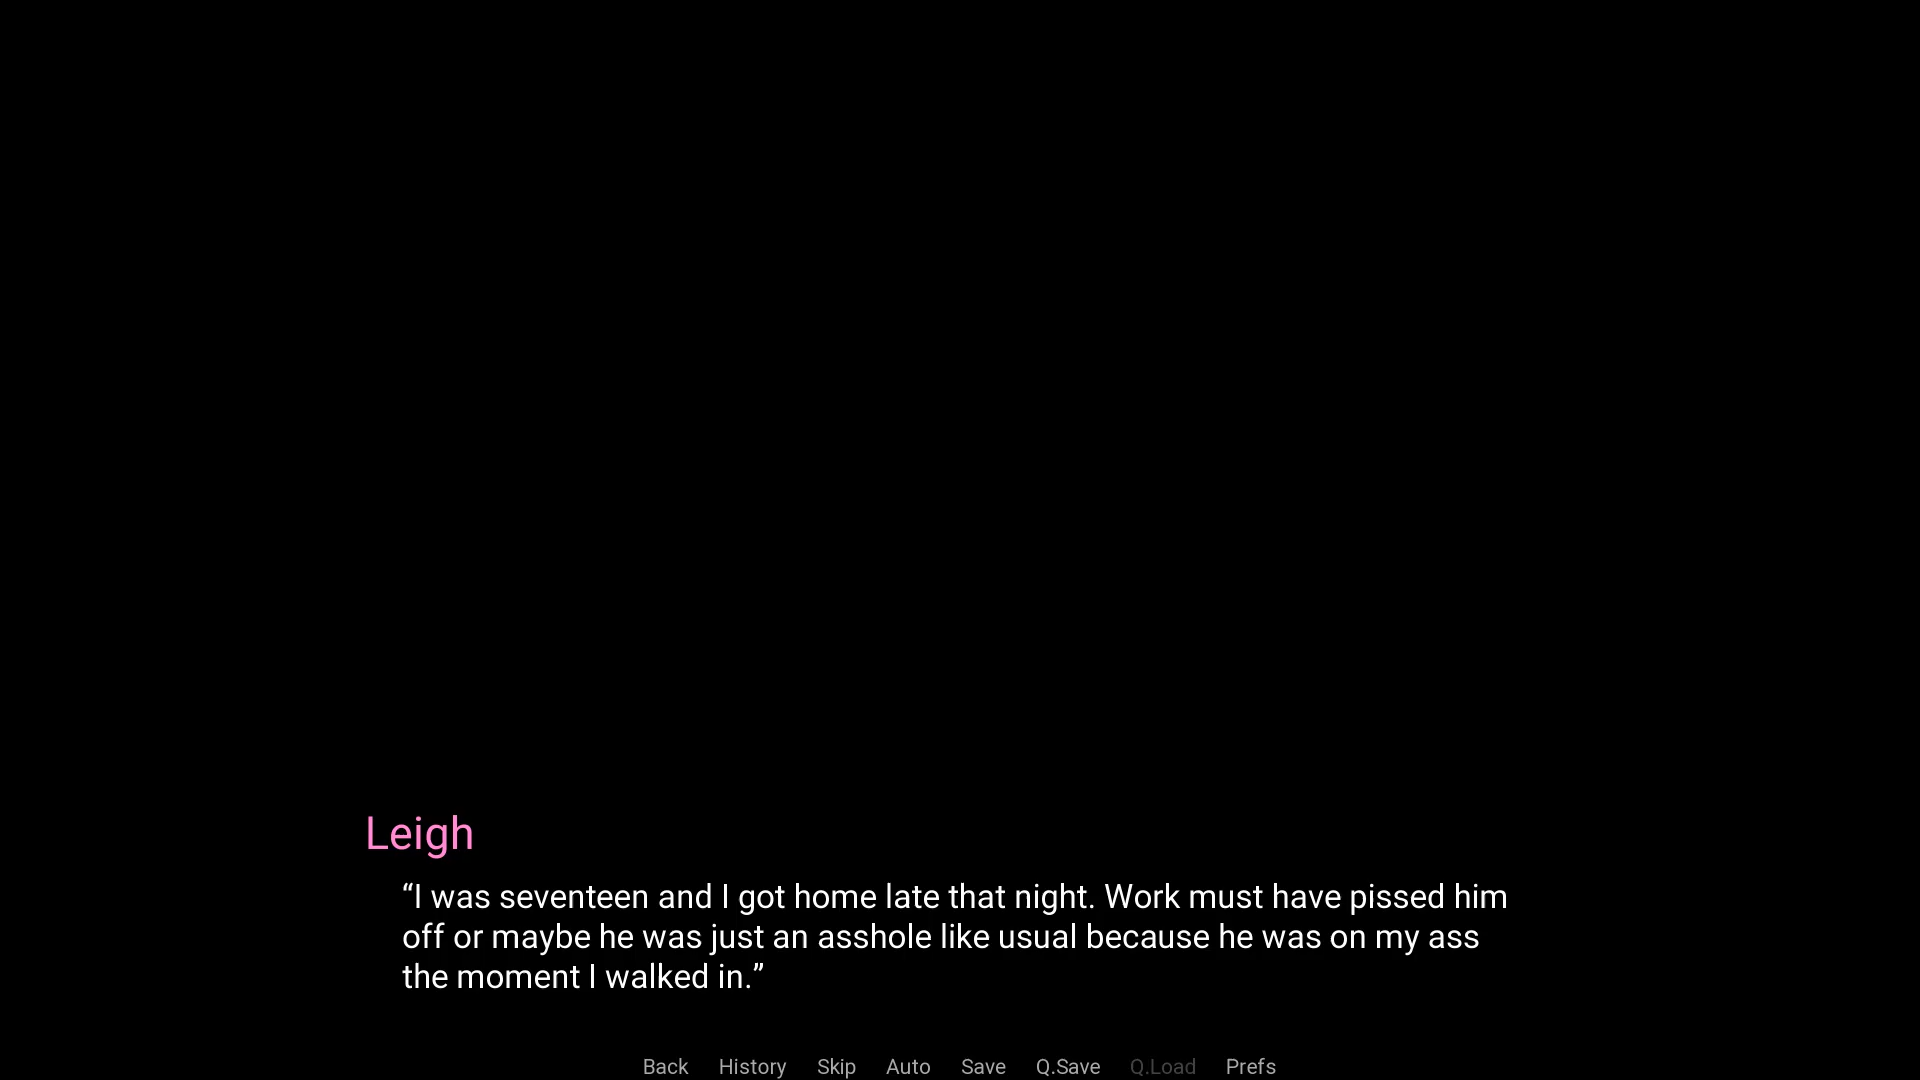 Leigh
“I was seventeen and I got home late that night. Work must have pissed him
off or maybe he was just an asshole like usual because he was on my ass
the moment I walked in.”
Back History Skip Auto Save Q.Save Q.Load Prefs